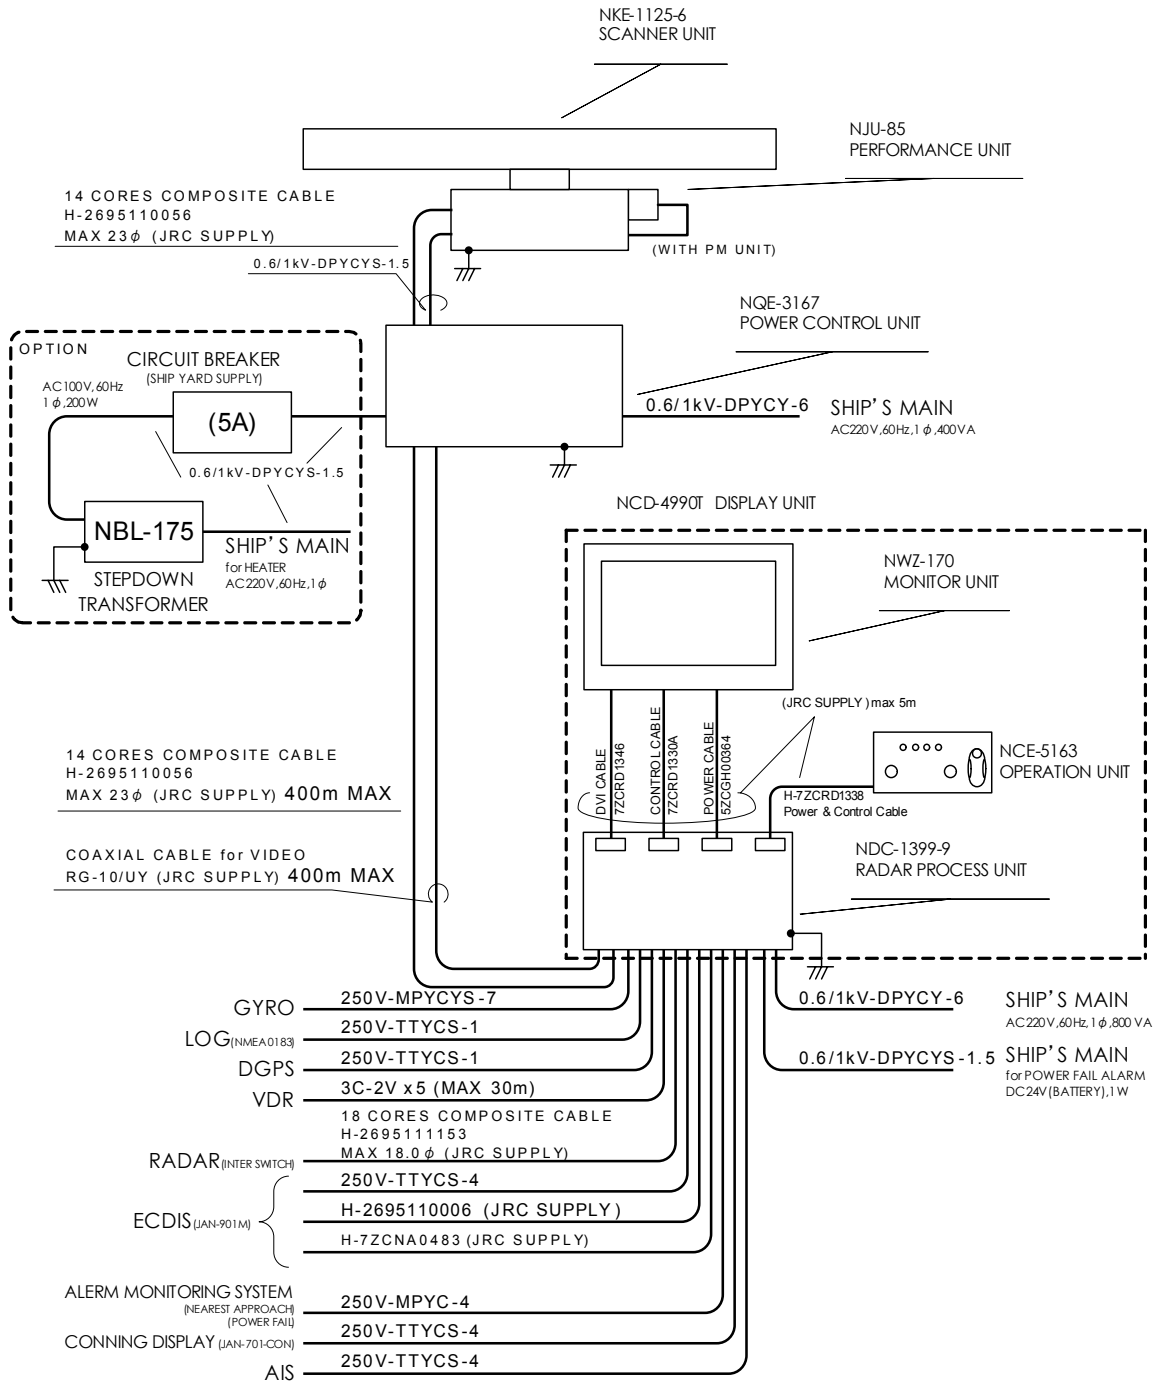 NKE-1125-6
SCANNER UNIT
NJU-85
PERFORMANCE UNIT
14 CORES COMPOSITE CABLE
H-2695110056
MAX 23φ (JRC SUPPLY)
(WITH PM UNIT)
0.6/1kV-DPYCYS-1.5
NQE-3167
POWER CONTROL UNIT
OPTION
CIRCUIT BREAKER
(SHIP YARD SUPPLY)
AC100V,60Hz
1φ,200W
(5A)
0.6/1kV-DPYCY-6
SHIP'S MAIN
AC220V,60Hz,1φ,400VA
0.6/1kV-DPYCYS-1.5
NBL-175
SHIP'S MAIN
for HEATER
AC220V,60Hz,1φ
STEPDOWN
TRANSFORMER
NCD-4990T DISPLAY UNIT
NWZ-170
MONITOR UNIT
(JRC SUPPLY) max 5m
DVI CABLE
7ZCRD1346
CONTROL CABLE
7ZCRD1330A
POWER CABLE
5ZCGH00364
NCE-5163
OPERATION UNIT
H-7ZCRD1338
Power & Control Cable
14 CORES COMPOSITE CABLE
H-2695110056
MAX 23φ (JRC SUPPLY) 400m MAX
COAXIAL CABLE for VIDEO
RG-10/UY (JRC SUPPLY) 400m MAX
NDC-1399-9
RADAR PROCESS UNIT
GYRO 250V-MPYCYS-7
LOG(NMEA0183) 250V-TTYCS-1
DGPS 250V-TTYCS-1
VDR 3C-2V x5 (MAX 30m)
18 CORES COMPOSITE CABLE
H-2695111153
RADAR(INTER SWITCH) MAX 18.0φ (JRC SUPPLY)
250V-TTYCS-4
ECDIS(JAN-901M) H-2695110006 (JRC SUPPLY)
H-7ZCNA0483 (JRC SUPPLY)
ALERM MONITORING SYSTEM 250V-MPYC-4
(NEAREST APPROACH)
(POWER FAIL)
CONNING DISPLAY (JAN-701-CON) 250V-TTYCS-4
AIS 250V-TTYCS-4
0.6/1kV-DPYCY-6 SHIP'S MAIN
AC220V,60Hz,1φ,800 VA
0.6/1kV-DPYCYS-1.5 SHIP'S MAIN
for POWER FAIL ALARM
DC24V(BATTERY),1W